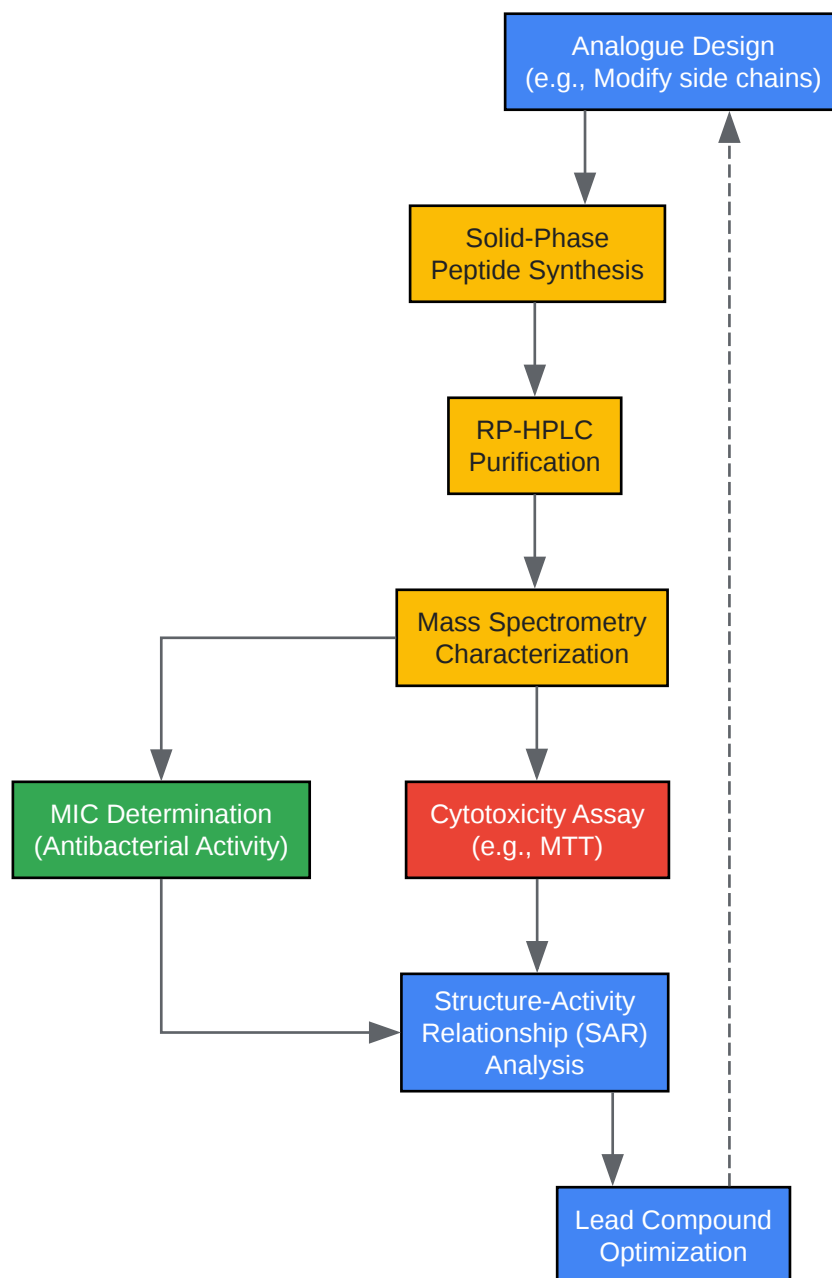 Analogue Design
(e.g., Modify side chains)
Solid-Phase
Peptide Synthesis
RP-HPLC
Purification
Mass Spectrometry
Characterization
MIC Determination
(Antibacterial Activity)
Cytotoxicity Assay
(e.g., MTT)
Structure-Activity
Relationship (SAR)
Analysis
Lead Compound
Optimization